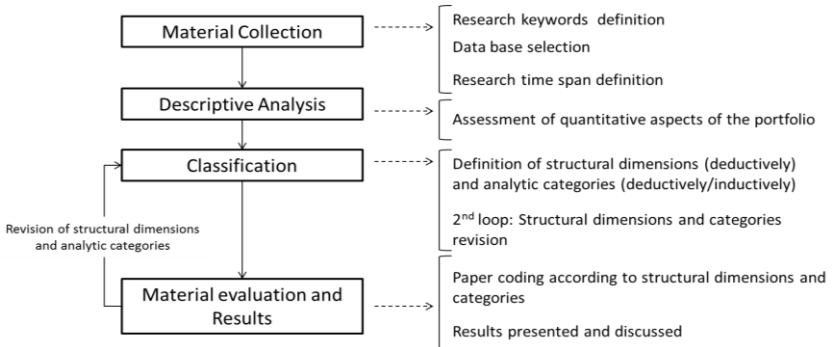 Material Collection
Research keywords definition
Data base selection
Research time span definition
Descriptive Analysis
Assessment of quantitative aspects of the portfolio
Classification
Definition of structural dimensions (deductively)
and analytic categories (deductively/inductively)
2nd loop: Structural dimensions and categories
revision
Revision of structural dimensions
and analytic categories
Material evaluation and
Results
Paper coding according to structural dimensions and
categories
Results presented and discussed